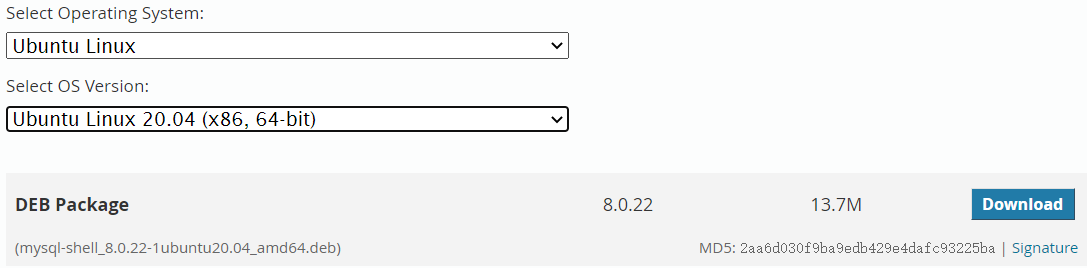 Select Operating System:
Ubuntu Linux
Select OS Version:
Ubuntu Linux 20.04 (x86, 64-bit)
DEB Package 8.0.22 13.7M Download
(mysql-shell_8.0.22-1ubuntu20.04_amd64.deb) MD5: 2aa6d030f9ba9edb429e4dafc93225ba | Signature